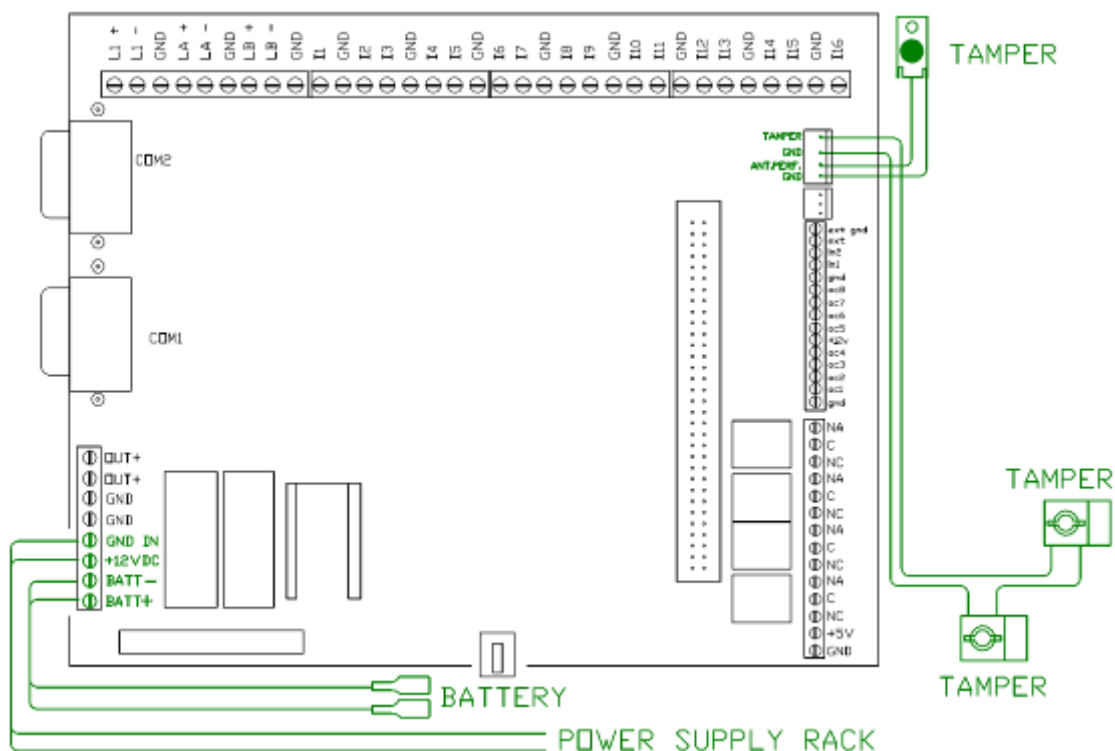 L1 +
L1 -
GND
LA +
LA -
GND
LB +
LB -
GND
I1
GND
I2
I3
GND
I4
I5
GND
I6
I7
GND
I8
I9
GND
I10
I11
GND
I12
I13
GND
I14
I15
GND
I16
TAMPER
TAMPER
GND
ANT.PERF.
GND
COM2
ext gnd
ext
in2
in1
gnd
oc8
oc7
oc6
oc5
+12v
oc4
oc3
oc2
oc1
gnd
COM1
NA
C
NC
NA
C
NC
NA
C
NC
NA
C
NC
+5V
GND
OUT+
OUT+
GND
GND
GND IN
+12VDC
BATT-
BATT+
TAMPER
TAMPER
BATTERY
POWER SUPPLY RACK